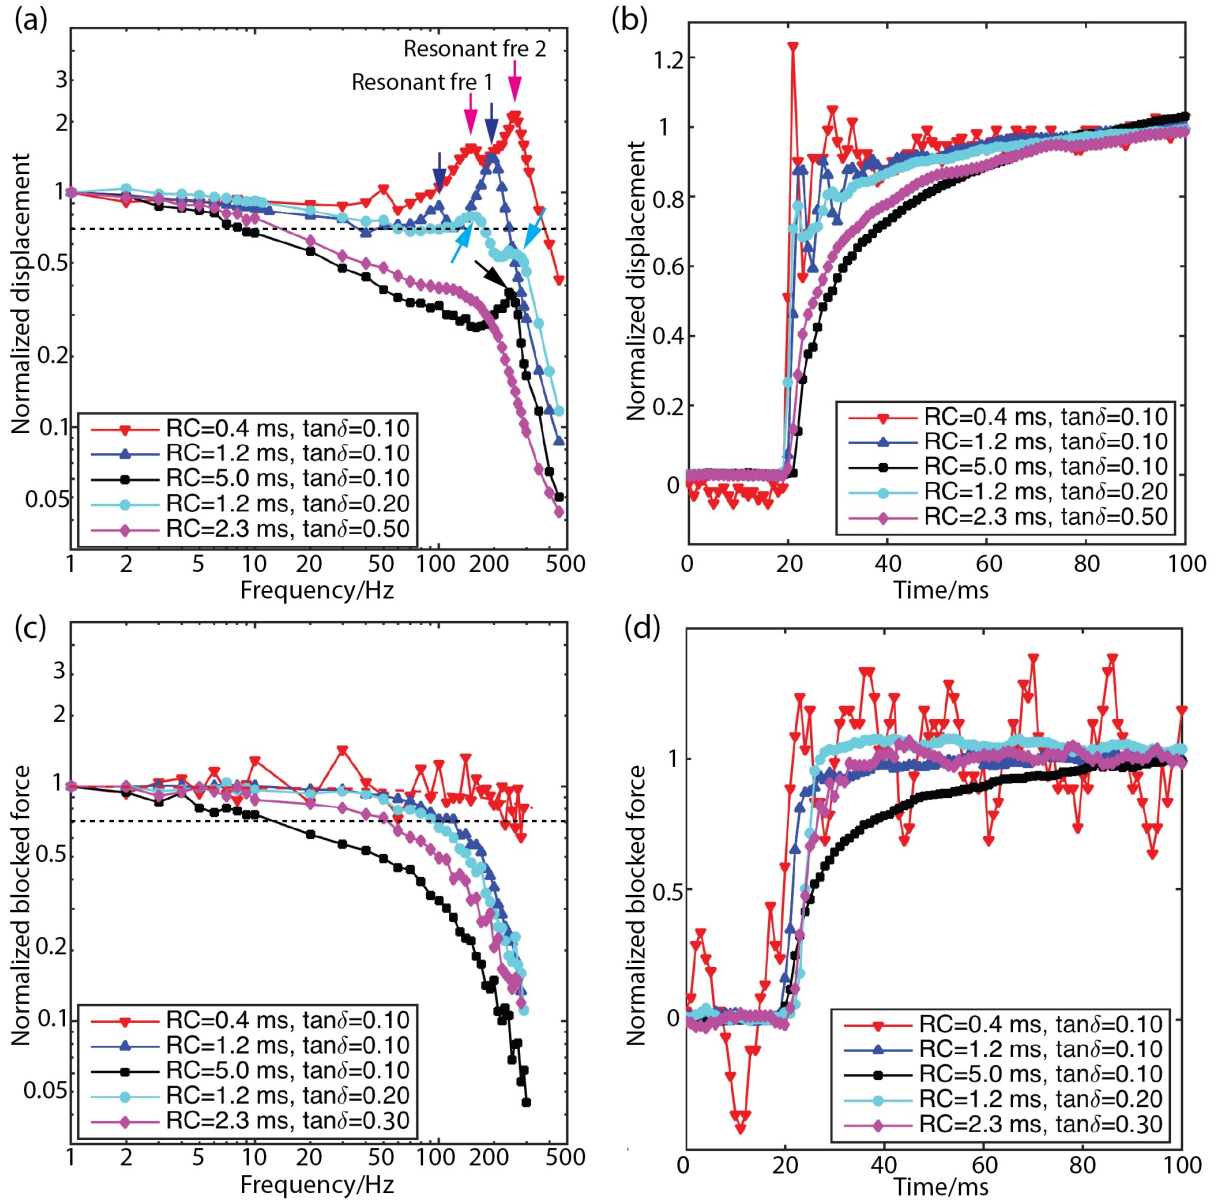 (a)
Resonant fre 2
Resonant fre 1
3
2
1
0.5
0.2
0.1
0.05
Normalized displacement
RC=0.4 ms, tanδ=0.10
RC=1.2 ms, tanδ=0.10
RC=5.0 ms, tanδ=0.10
RC=1.2 ms, tanδ=0.20
RC=2.3 ms, tanδ=0.50
1 2 5 10 20 50 100 200 500
Frequency/Hz
(b)
1.2
1
0.8
0.6
0.4
0.2
0
Normalized displacement
RC=0.4 ms, tanδ=0.10
RC=1.2 ms, tanδ=0.10
RC=5.0 ms, tanδ=0.10
RC=1.2 ms, tanδ=0.20
RC=2.3 ms, tanδ=0.50
0 20 40 60 80 100
Time/ms
(c)
3
2
1
0.5
0.2
0.1
0.05
Normalized blocked force
RC=0.4 ms, tanδ=0.10
RC=1.2 ms, tanδ=0.10
RC=5.0 ms, tanδ=0.10
RC=1.2 ms, tanδ=0.20
RC=2.3 ms, tanδ=0.30
1 2 5 10 20 50 100 200 500
Frequency/Hz
(d)
1
0.5
0
Normalized blocked force
RC=0.4 ms, tanδ=0.10
RC=1.2 ms, tanδ=0.10
RC=5.0 ms, tanδ=0.10
RC=1.2 ms, tanδ=0.20
RC=2.3 ms, tanδ=0.30
0 20 40 60 80 100
Time/ms